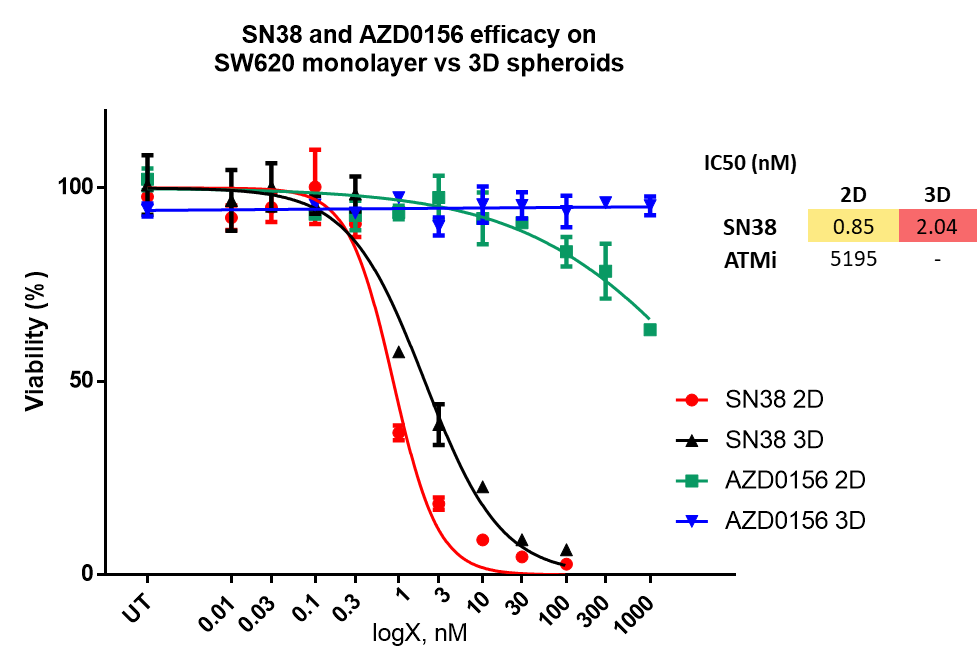 SN38 and AZD0156 efficacy on
SW620 monolayer vs 3D spheroids
IC50 (nM)
2D 3D
SN38 0.85 2.04
ATMi 5195 -
Viability (%)
100
50
0
UT 0.01 0.03 0.1 0.3 1 3 10 30 100 300 1000
logX, nM
SN38 2D
SN38 3D
AZD0156 2D
AZD0156 3D